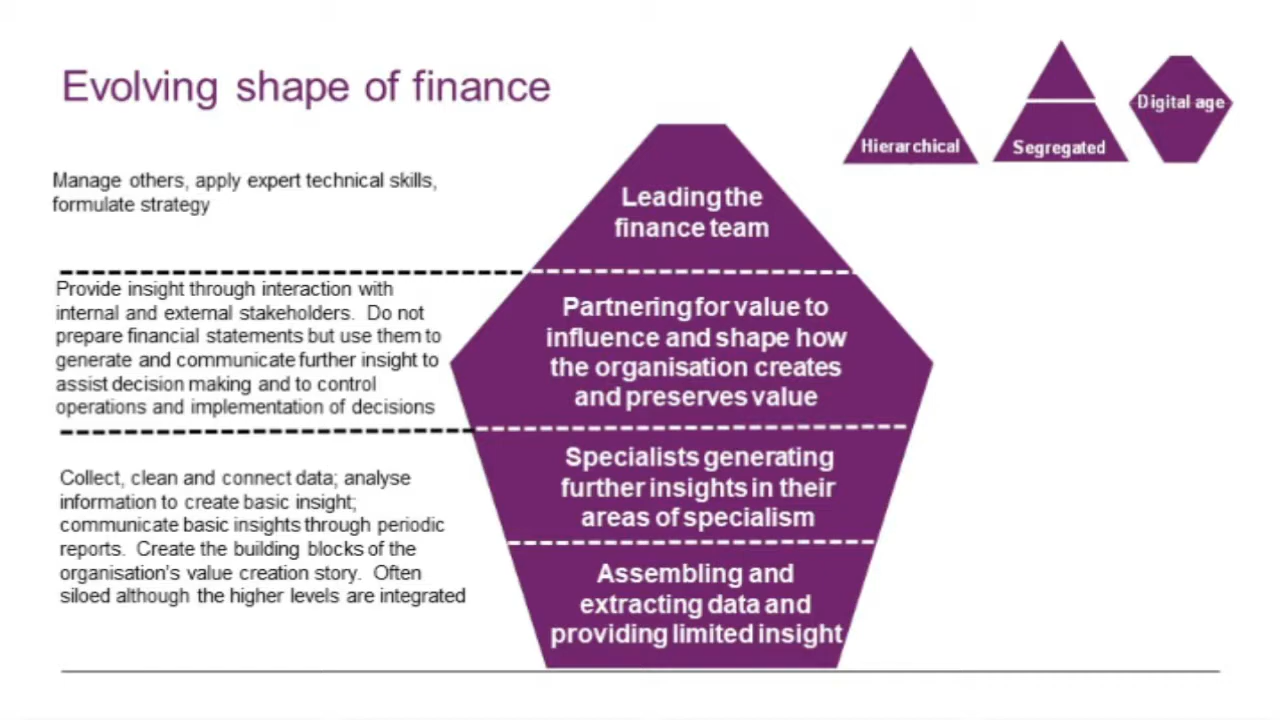 Evolving shape of finance
Hierarchical
Segregated
Digital age
Manage others, apply expert technical skills,
formulate strategy
Leading the
finance team
Provide insight through interaction with
internal and external stakeholders.  Do not
prepare financial statements but use them to
generate and communicate further insight to
assist decision making and to control
operations and implementation of decisions
Partnering for value to
influence and shape how
the organisation creates
and preserves value
Collect, clean and connect data; analyse
information to create basic insight;
communicate basic insights through periodic
reports.  Create the building blocks of the
organisation's value creation story.  Often
siloed although the higher levels are integrated
Specialists generating
further insights in their
areas of specialism
Assembling and
extracting data and
providing limited insight